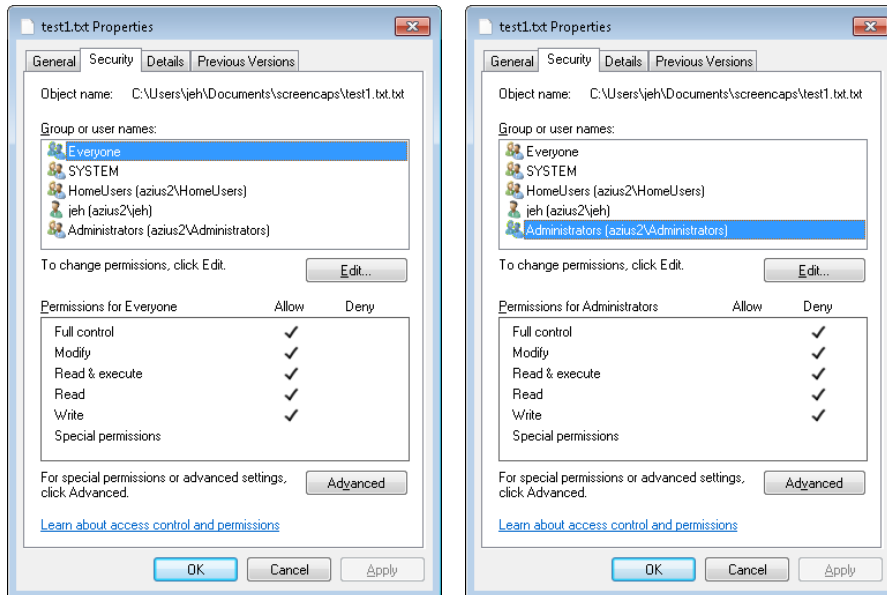 test1.txt Properties
General Security Details Previous Versions
Object name: C:\Users\jeh\Documents\screencaps\test1.txt.txt
Group or user names:
Everyone
SYSTEM
HomeUsers (azius2\HomeUsers)
jeh (azius2\jeh)
Administrators (azius2\Administrators)
To change permissions, click Edit.
Edit...
Permissions for Everyone Allow Deny
Full control
Modify
Read & execute
Read
Write
Special permissions
For special permissions or advanced settings,
click Advanced.
Advanced
Learn about access control and permissions
OK Cancel Apply
test1.txt Properties
General Security Details Previous Versions
Object name: C:\Users\jeh\Documents\screencaps\test1.txt.txt
Group or user names:
Everyone
SYSTEM
HomeUsers (azius2\HomeUsers)
jeh (azius2\jeh)
Administrators (azius2\Administrators)
To change permissions, click Edit.
Edit...
Permissions for Administrators Allow Deny
Full control
Modify
Read & execute
Read
Write
Special permissions
For special permissions or advanced settings,
click Advanced.
Advanced
Learn about access control and permissions
OK Cancel Apply